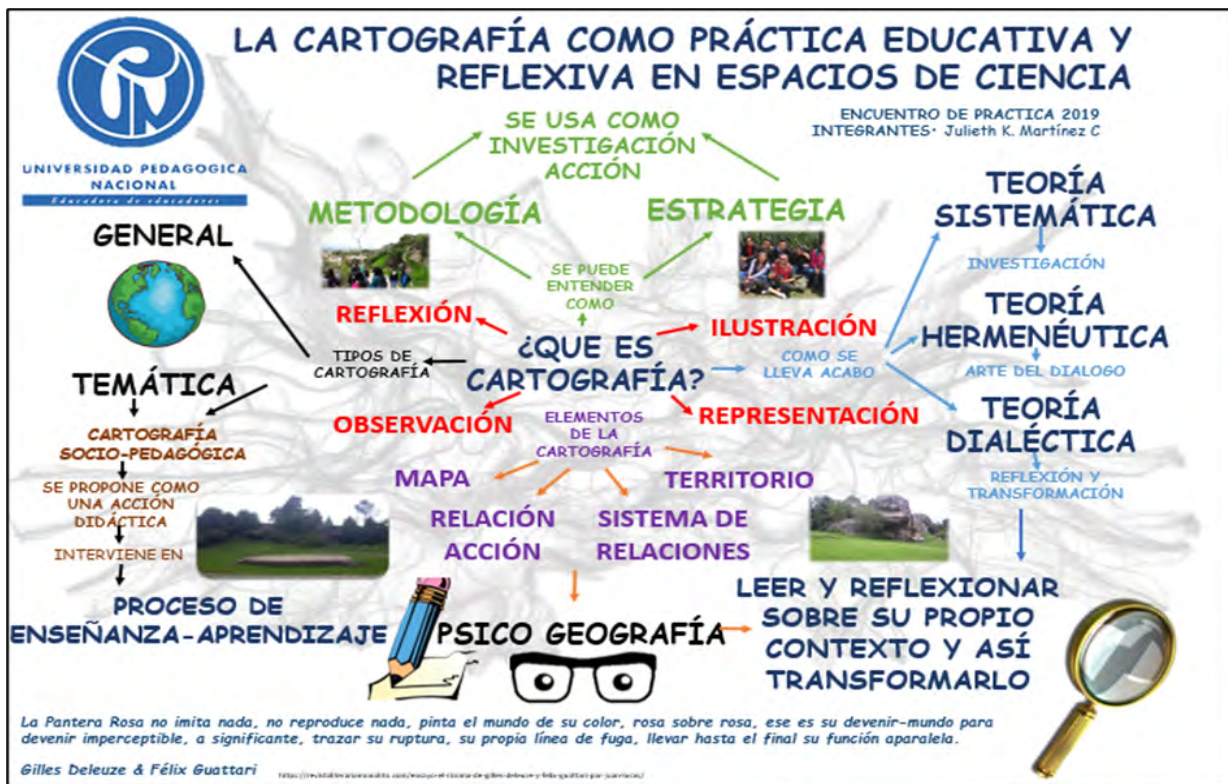 LA CARTOGRAFÍA COMO PRÁCTICA EDUCATIVA Y
REFLEXIVA EN ESPACIOS DE CIENCIA
ENCUENTRO DE PRACTICA 2019
INTEGRANTES· Julieth K. Martínez C
UNIVERSIDAD PEDAGOGICA
NACIONAL
Educadora de educadores
SE USA COMO
INVESTIGACIÓN
ACCIÓN
METODOLOGÍA
ESTRATEGIA
SE PUEDE
ENTENDER
COMO
GENERAL
TIPOS DE
CARTOGRAFÍA
TEMÁTICA
CARTOGRAFÍA
SOCIO-PEDAGÓGICA
SE PROPONE COMO
UNA ACCIÓN
DIDÁCTICA
INTERVIENE EN
PROCESO DE
ENSEÑANZA-APRENDIZAJE
REFLEXIÓN
ILUSTRACIÓN
¿QUE ES
CARTOGRAFÍA?
OBSERVACIÓN
REPRESENTACIÓN
ELEMENTOS
DE LA
CARTOGRAFÍA
MAPA
TERRITORIO
RELACIÓN
ACCIÓN
SISTEMA DE
RELACIONES
PSICO GEOGRAFÍA
COMO SE
LLEVA ACABO
TEORÍA
SISTEMÁTICA
INVESTIGACIÓN
TEORÍA
HERMENÉUTICA
ARTE DEL DIALOGO
TEORÍA
DIALÉCTICA
REFLEXIÓN Y
TRANSFORMACIÓN
LEER Y REFLEXIONAR
SOBRE SU PROPIO
CONTEXTO Y ASÍ
TRANSFORMARLO
La Pantera Rosa no imita nada, no reproduce nada, pinta el mundo de su color, rosa sobre rosa, ese es su devenir-mundo para
devenir imperceptible, a significante, trazar su ruptura, su propia línea de fuga, llevar hasta el final su función aparalela.
Gilles Deleuze & Félix Guattari